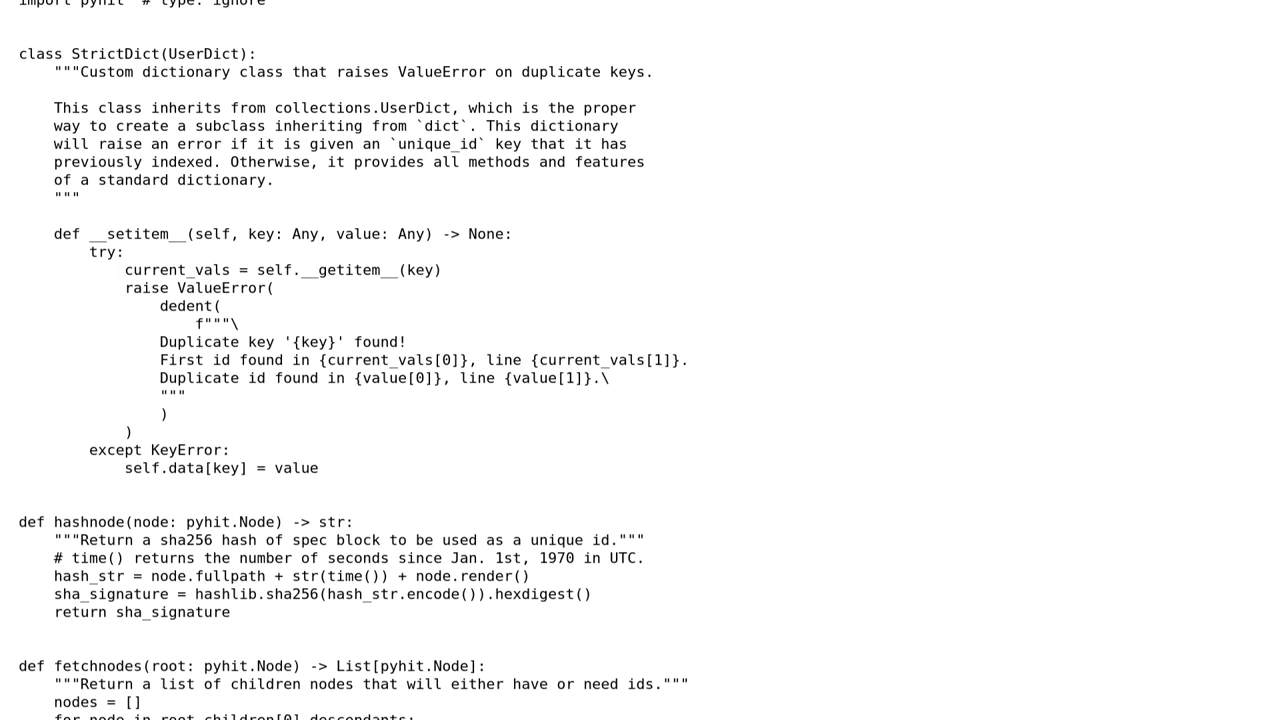 import pyhit  # type: ignore
class StrictDict(UserDict):
    """Custom dictionary class that raises ValueError on duplicate keys.
    This class inherits from collections.UserDict, which is the proper
    way to create a subclass inheriting from `dict`. This dictionary
    will raise an error if it is given an `unique_id` key that it has
    previously indexed. Otherwise, it provides all methods and features
    of a standard dictionary.
    """
    def __setitem__(self, key: Any, value: Any) -> None:
        try:
            current_vals = self.__getitem__(key)
            raise ValueError(
                dedent(
                    f"""\
                Duplicate key '{key}' found!
                First id found in {current_vals[0]}, line {current_vals[1]}.
                Duplicate id found in {value[0]}, line {value[1]}.\
                """
                )
            )
        except KeyError:
            self.data[key] = value
def hashnode(node: pyhit.Node) -> str:
    """Return a sha256 hash of spec block to be used as a unique id."""
    # time() returns the number of seconds since Jan. 1st, 1970 in UTC.
    hash_str = node.fullpath + str(time()) + node.render()
    sha_signature = hashlib.sha256(hash_str.encode()).hexdigest()
    return sha_signature
def fetchnodes(root: pyhit.Node) -> List[pyhit.Node]:
    """Return a list of children nodes that will either have or need ids."""
    nodes = []
    for node in root.children[0].descendants: